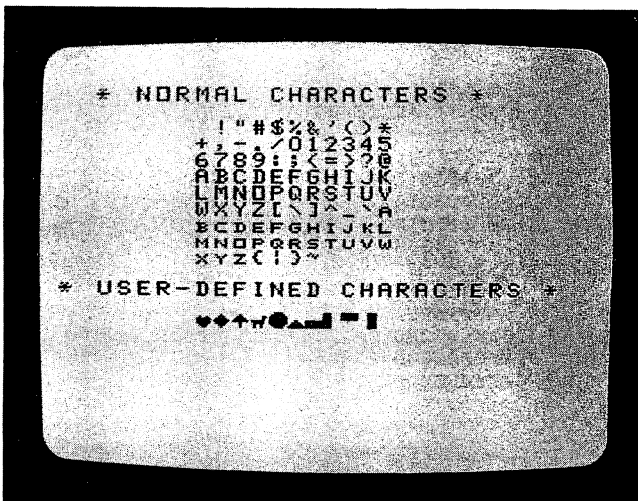 * NORMAL CHARACTERS *
!"#$%&'()*
+,-./012345
6789:;<=>?@
ABCDEFGHIJK
LMNOPQRSTUV
WXYZ[\]^_`A
BCDEFGHIJKL
MNOPQRSTUVW
XYZ{|}~
* USER-DEFINED CHARACTERS *